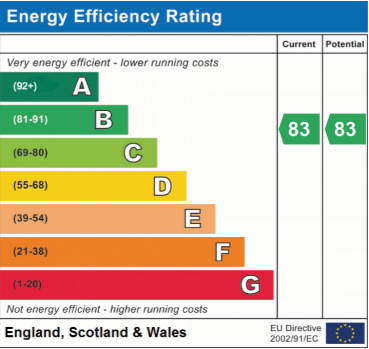 Energy Efficiency Rating
Current Potential
Very energy efficient - lower running costs
(92+) A
(81-91) B
83 83
(69-80) C
(55-68) D
(39-54) E
(21-38) F
(1-20) G
Not energy efficient - higher running costs
England, Scotland & Wales
EU Directive
2002/91/EC